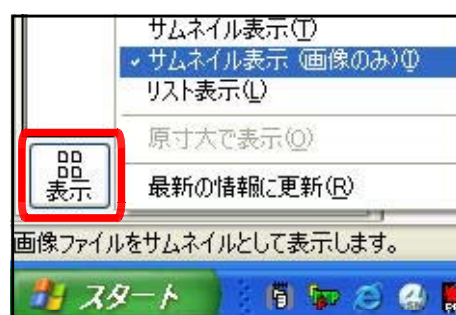 サムネイル表示(T)
サムネイル表示 (画像のみ)(I)
リスト表示(L)
原寸大で表示(O)
表示
最新の情報に更新(R)
画像ファイルをサムネイルとして表示します。
スタート